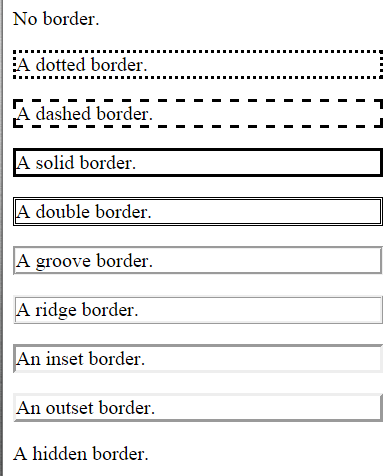 No border.
A dotted border.
A dashed border.
A solid border.
A double border.
A groove border.
A ridge border.
An inset border.
An outset border.
A hidden border.